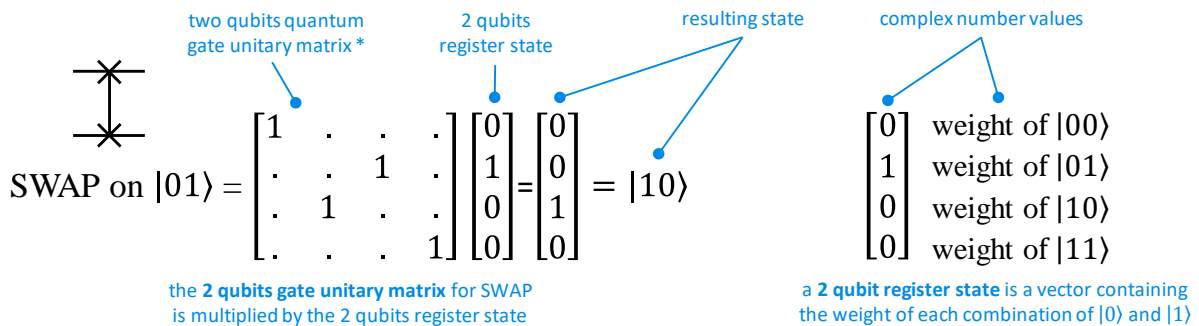 two qubits quantum
gate unitary matrix *
2 qubits
register state
resulting state
complex number values
SWAP on |01⟩ = [1 . . .] [0] = [0] = |10⟩
[. . 1 .] [1] [0]
[. 1 . .] [0] [1]
[. . . 1] [0] [0]
[0] weight of |00⟩
[1] weight of |01⟩
[0] weight of |10⟩
[0] weight of |11⟩
the 2 qubits gate unitary matrix for SWAP
is multiplied by the 2 qubits register state
a 2 qubit register state is a vector containing
the weight of each combination of |0⟩ and |1⟩